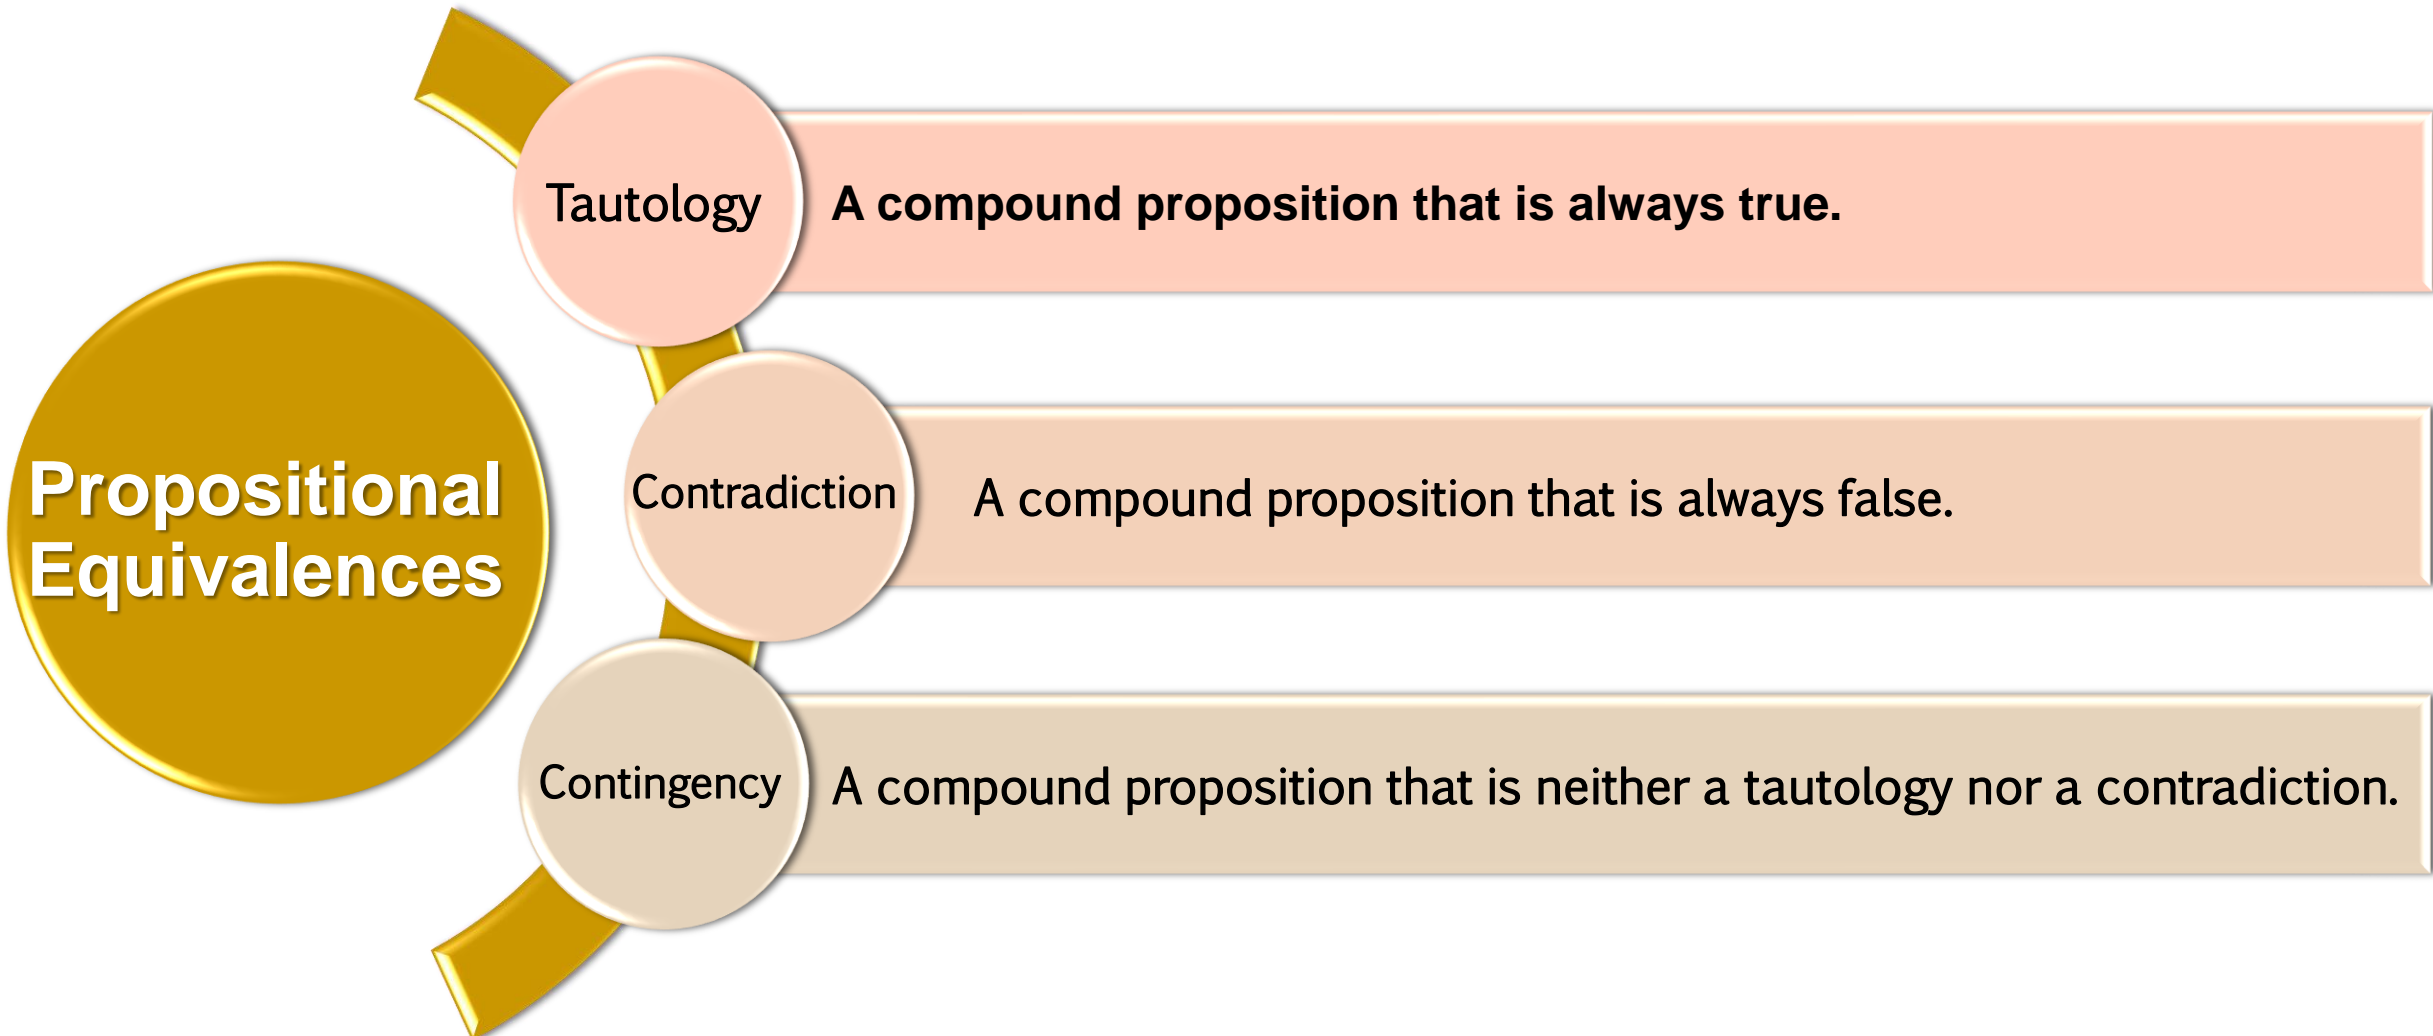 Propositional
Equivalences
Tautology
A compound proposition that is always true.
Contradiction
A compound proposition that is always false.
Contingency
A compound proposition that is neither a tautology nor a contradiction.